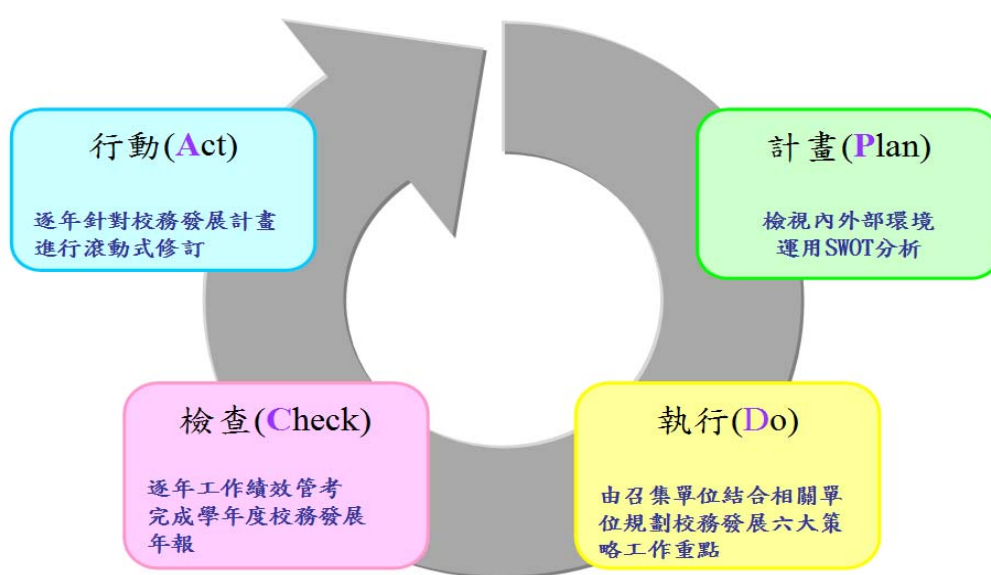 行動(Act)
逐年針對校務發展計畫
進行滾動式修訂
計畫(Plan)
檢視內外部環境
運用SWOT分析
檢查(Check)
逐年工作績效管考
完成學年度校務發展
年報
執行(Do)
由召集單位結合相關單
位規劃校務發展六大策
略工作重點